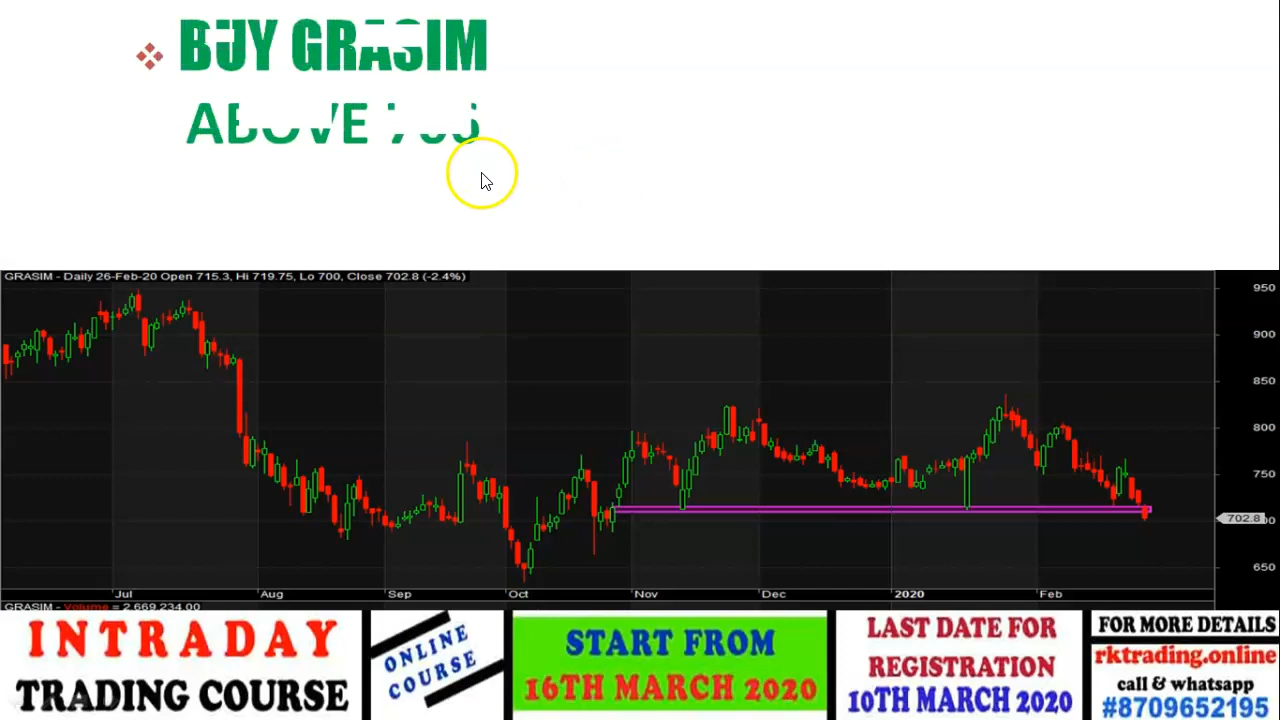 BUY GRASIM
ABOVE
GRASIM - Daily 26-Feb-20 Open 715.3, Hi 719.75, Lo 700, Close 702.8 (-2.4%)
950
900
850
800
750
702.8
650
Jul Aug Sep Oct Nov Dec 2020 Feb
GRASIM - Volume = 2,669,234.00
INTRADAY
TRADING COURSE
ONLINE
COURSE
START FROM
16TH MARCH 2020
LAST DATE FOR
REGISTRATION
10TH MARCH 2020
FOR MORE DETAILS
rktrading.online
call & whatsapp
#8709652195